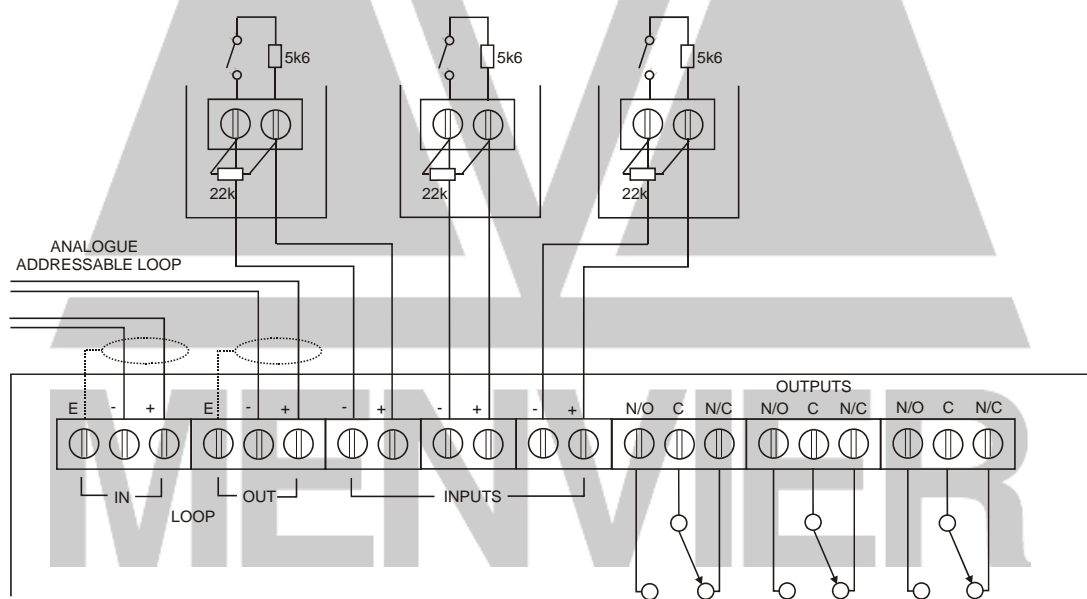 5k6 5k6 5k6
22k 22k 22k
ANALOGUE
ADDRESSABLE LOOP
OUTPUTS
E - + E - + - + - + - + N/O C N/C N/O C N/C N/O C N/C
IN OUT INPUTS
LOOP
MENVIER